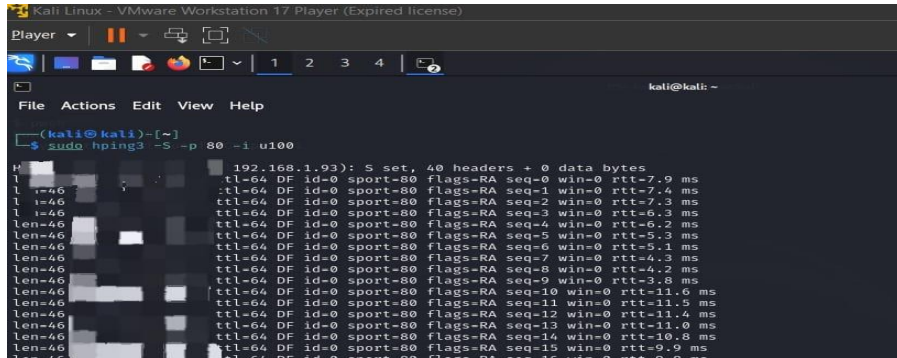 Kali Linux - VMware Workstation 17 Player (Expired license)
Player
1 2 3 4
kali@kali: ~
File Actions Edit View Help
(kali㉿kali)-[~]
$ sudo hping3 -S -p 80 -i u100
192.168.1.93): S set, 40 headers + 0 data bytes
ttl=64 DF id=0 sport=80 flags=RA seq=0 win=0 rtt=7.9 ms
=46 ttl=64 DF id=0 sport=80 flags=RA seq=1 win=0 rtt=7.4 ms
=46 ttl=64 DF id=0 sport=80 flags=RA seq=2 win=0 rtt=7.3 ms
=46 ttl=64 DF id=0 sport=80 flags=RA seq=3 win=0 rtt=6.3 ms
len=46 ttl=64 DF id=0 sport=80 flags=RA seq=4 win=0 rtt=6.2 ms
len=46 ttl=64 DF id=0 sport=80 flags=RA seq=5 win=0 rtt=5.3 ms
len=46 ttl=64 DF id=0 sport=80 flags=RA seq=6 win=0 rtt=5.1 ms
len=46 ttl=64 DF id=0 sport=80 flags=RA seq=7 win=0 rtt=4.3 ms
len=46 ttl=64 DF id=0 sport=80 flags=RA seq=8 win=0 rtt=4.2 ms
len=46 ttl=64 DF id=0 sport=80 flags=RA seq=9 win=0 rtt=3.8 ms
len=46 ttl=64 DF id=0 sport=80 flags=RA seq=10 win=0 rtt=11.6 ms
len=46 ttl=64 DF id=0 sport=80 flags=RA seq=11 win=0 rtt=11.5 ms
len=46 ttl=64 DF id=0 sport=80 flags=RA seq=12 win=0 rtt=11.4 ms
len=46 ttl=64 DF id=0 sport=80 flags=RA seq=13 win=0 rtt=11.0 ms
len=46 ttl=64 DF id=0 sport=80 flags=RA seq=14 win=0 rtt=10.8 ms
len=46 ttl=64 DF id=0 sport=80 flags=RA seq=15 win=0 rtt=9.9 ms